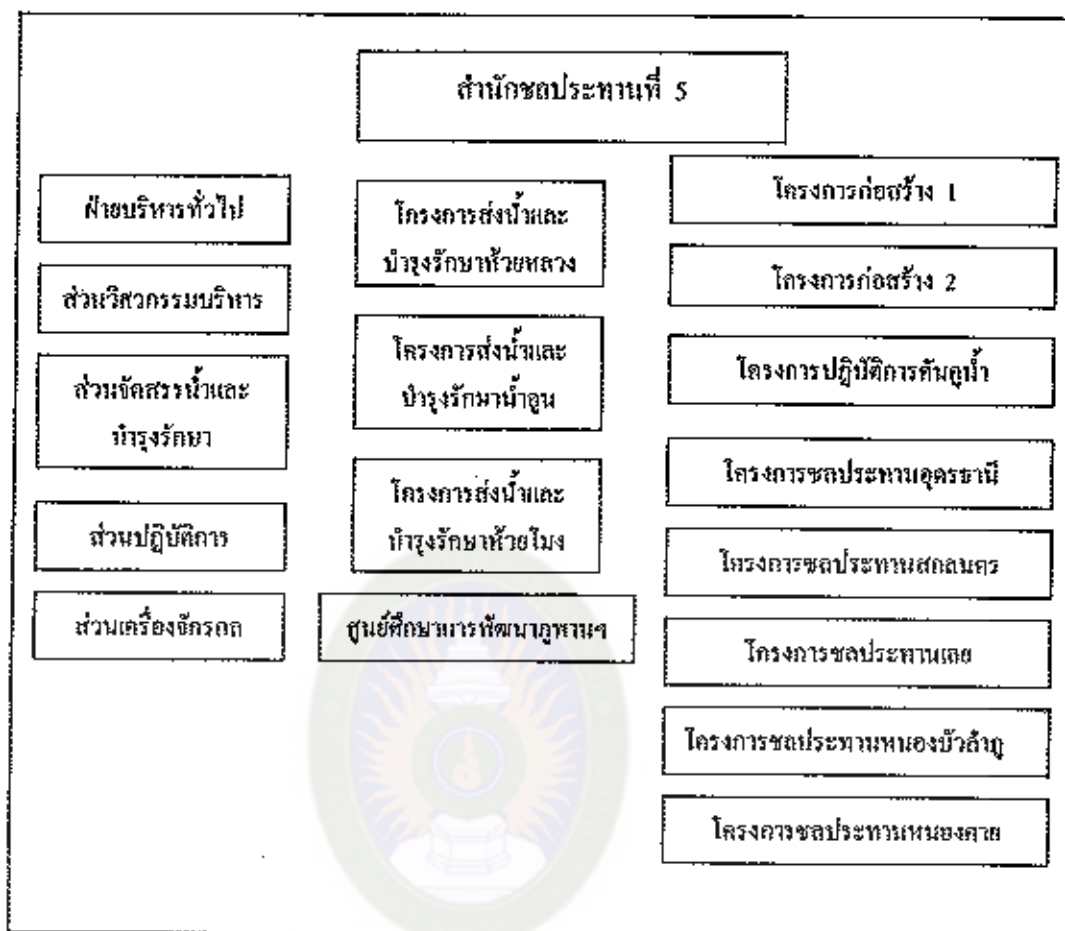 สำนักชลประทานที่ 5
ฝ่ายบริหารทั่วไป
ส่วนวิศวกรรมบริหาร
ส่วนจัดสรรน้ำและ
บำรุงรักษา
ส่วนปฏิบัติการ
ส่วนเครื่องจักรกล
โครงการส่งน้ำและ
บำรุงรักษาห้วยหลวง
โครงการส่งน้ำและ
บำรุงรักษาน้ำอูน
โครงการส่งน้ำและ
บำรุงรักษาห้วยโมง
ศูนย์ศึกษาการพัฒนาภูพานฯ
โครงการก่อสร้าง 1
โครงการก่อสร้าง 2
โครงการปฏิบัติการคันคูน้ำ
โครงการชลประทานอุดรธานี
โครงการชลประทานสกลนคร
โครงการชลประทานเลย
โครงการชลประทานหนองบัวลำภู
โครงการชลประทานหนองคาย